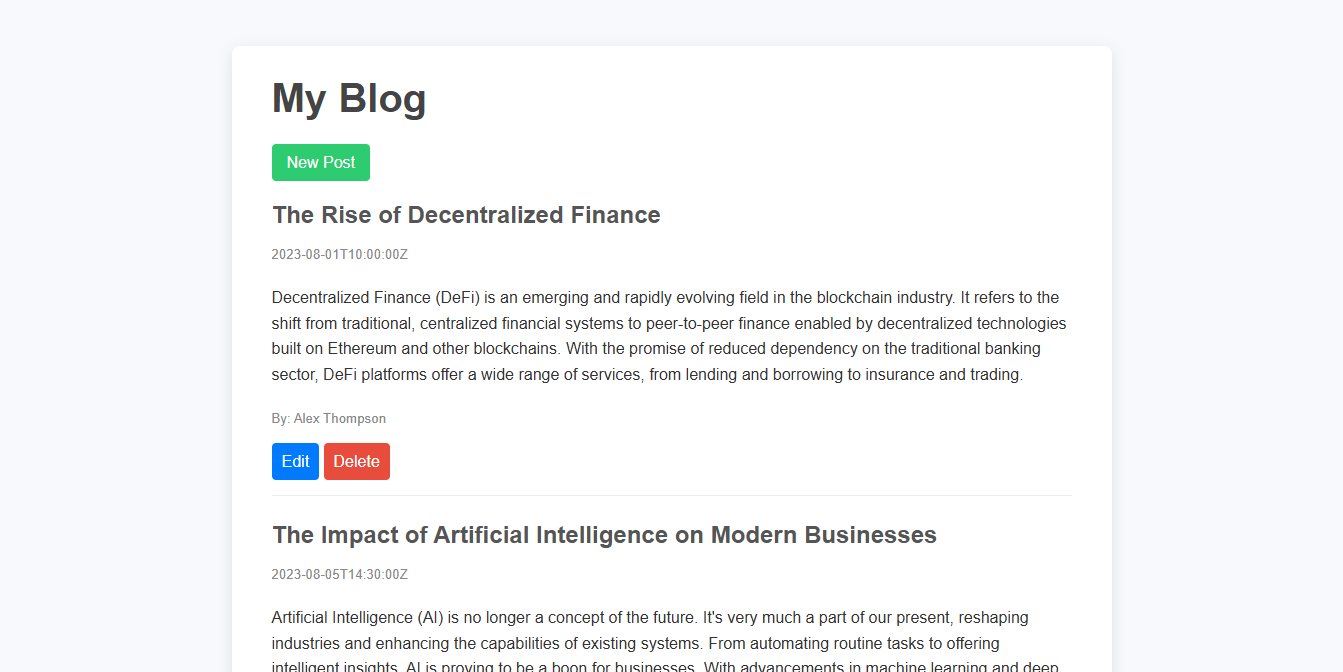 My Blog
New Post
The Rise of Decentralized Finance
2023-08-01T10:00:00Z
Decentralized Finance (DeFi) is an emerging and rapidly evolving field in the blockchain industry. It refers to the
shift from traditional, centralized financial systems to peer-to-peer finance enabled by decentralized technologies
built on Ethereum and other blockchains. With the promise of reduced dependency on the traditional banking
sector, DeFi platforms offer a wide range of services, from lending and borrowing to insurance and trading.
By: Alex Thompson
Edit Delete
The Impact of Artificial Intelligence on Modern Businesses
2023-08-05T14:30:00Z
Artificial Intelligence (AI) is no longer a concept of the future. It's very much a part of our present, reshaping
industries and enhancing the capabilities of existing systems. From automating routine tasks to offering
intelligent insights, AI is proving to be a boon for businesses. With advancements in machine learning and deep